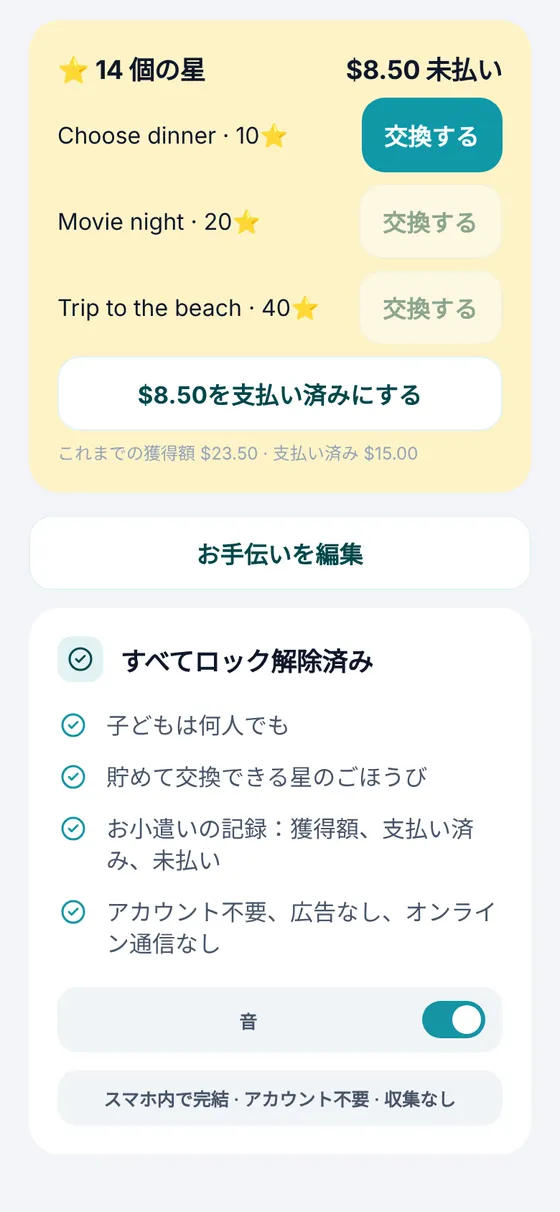 ⭐ 14 個の星
$8.50 未払い
Choose dinner · 10⭐
交換する
Movie night · 20⭐
交換する
Trip to the beach · 40⭐
交換する
$8.50を支払い済みにする
これまでの獲得額 $23.50 · 支払い済み $15.00
お手伝いを編集
すべてロック解除済み
子どもは何人でも
貯めて交換できる星のごほうび
お小遣いの記録：獲得額、支払い済
み、未払い
アカウント不要、広告なし、オンライ
ン通信なし
音
スマホ内で完結 · アカウント不要 · 収集なし